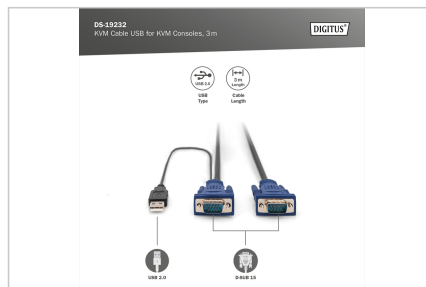 DS-19232
KVM Cable USB for KVM Consoles, 3 m
DIGITUS®
USB 2.0
3 m
Length
USB
Type
Cable
Length
USB 2.0
D-SUB 15